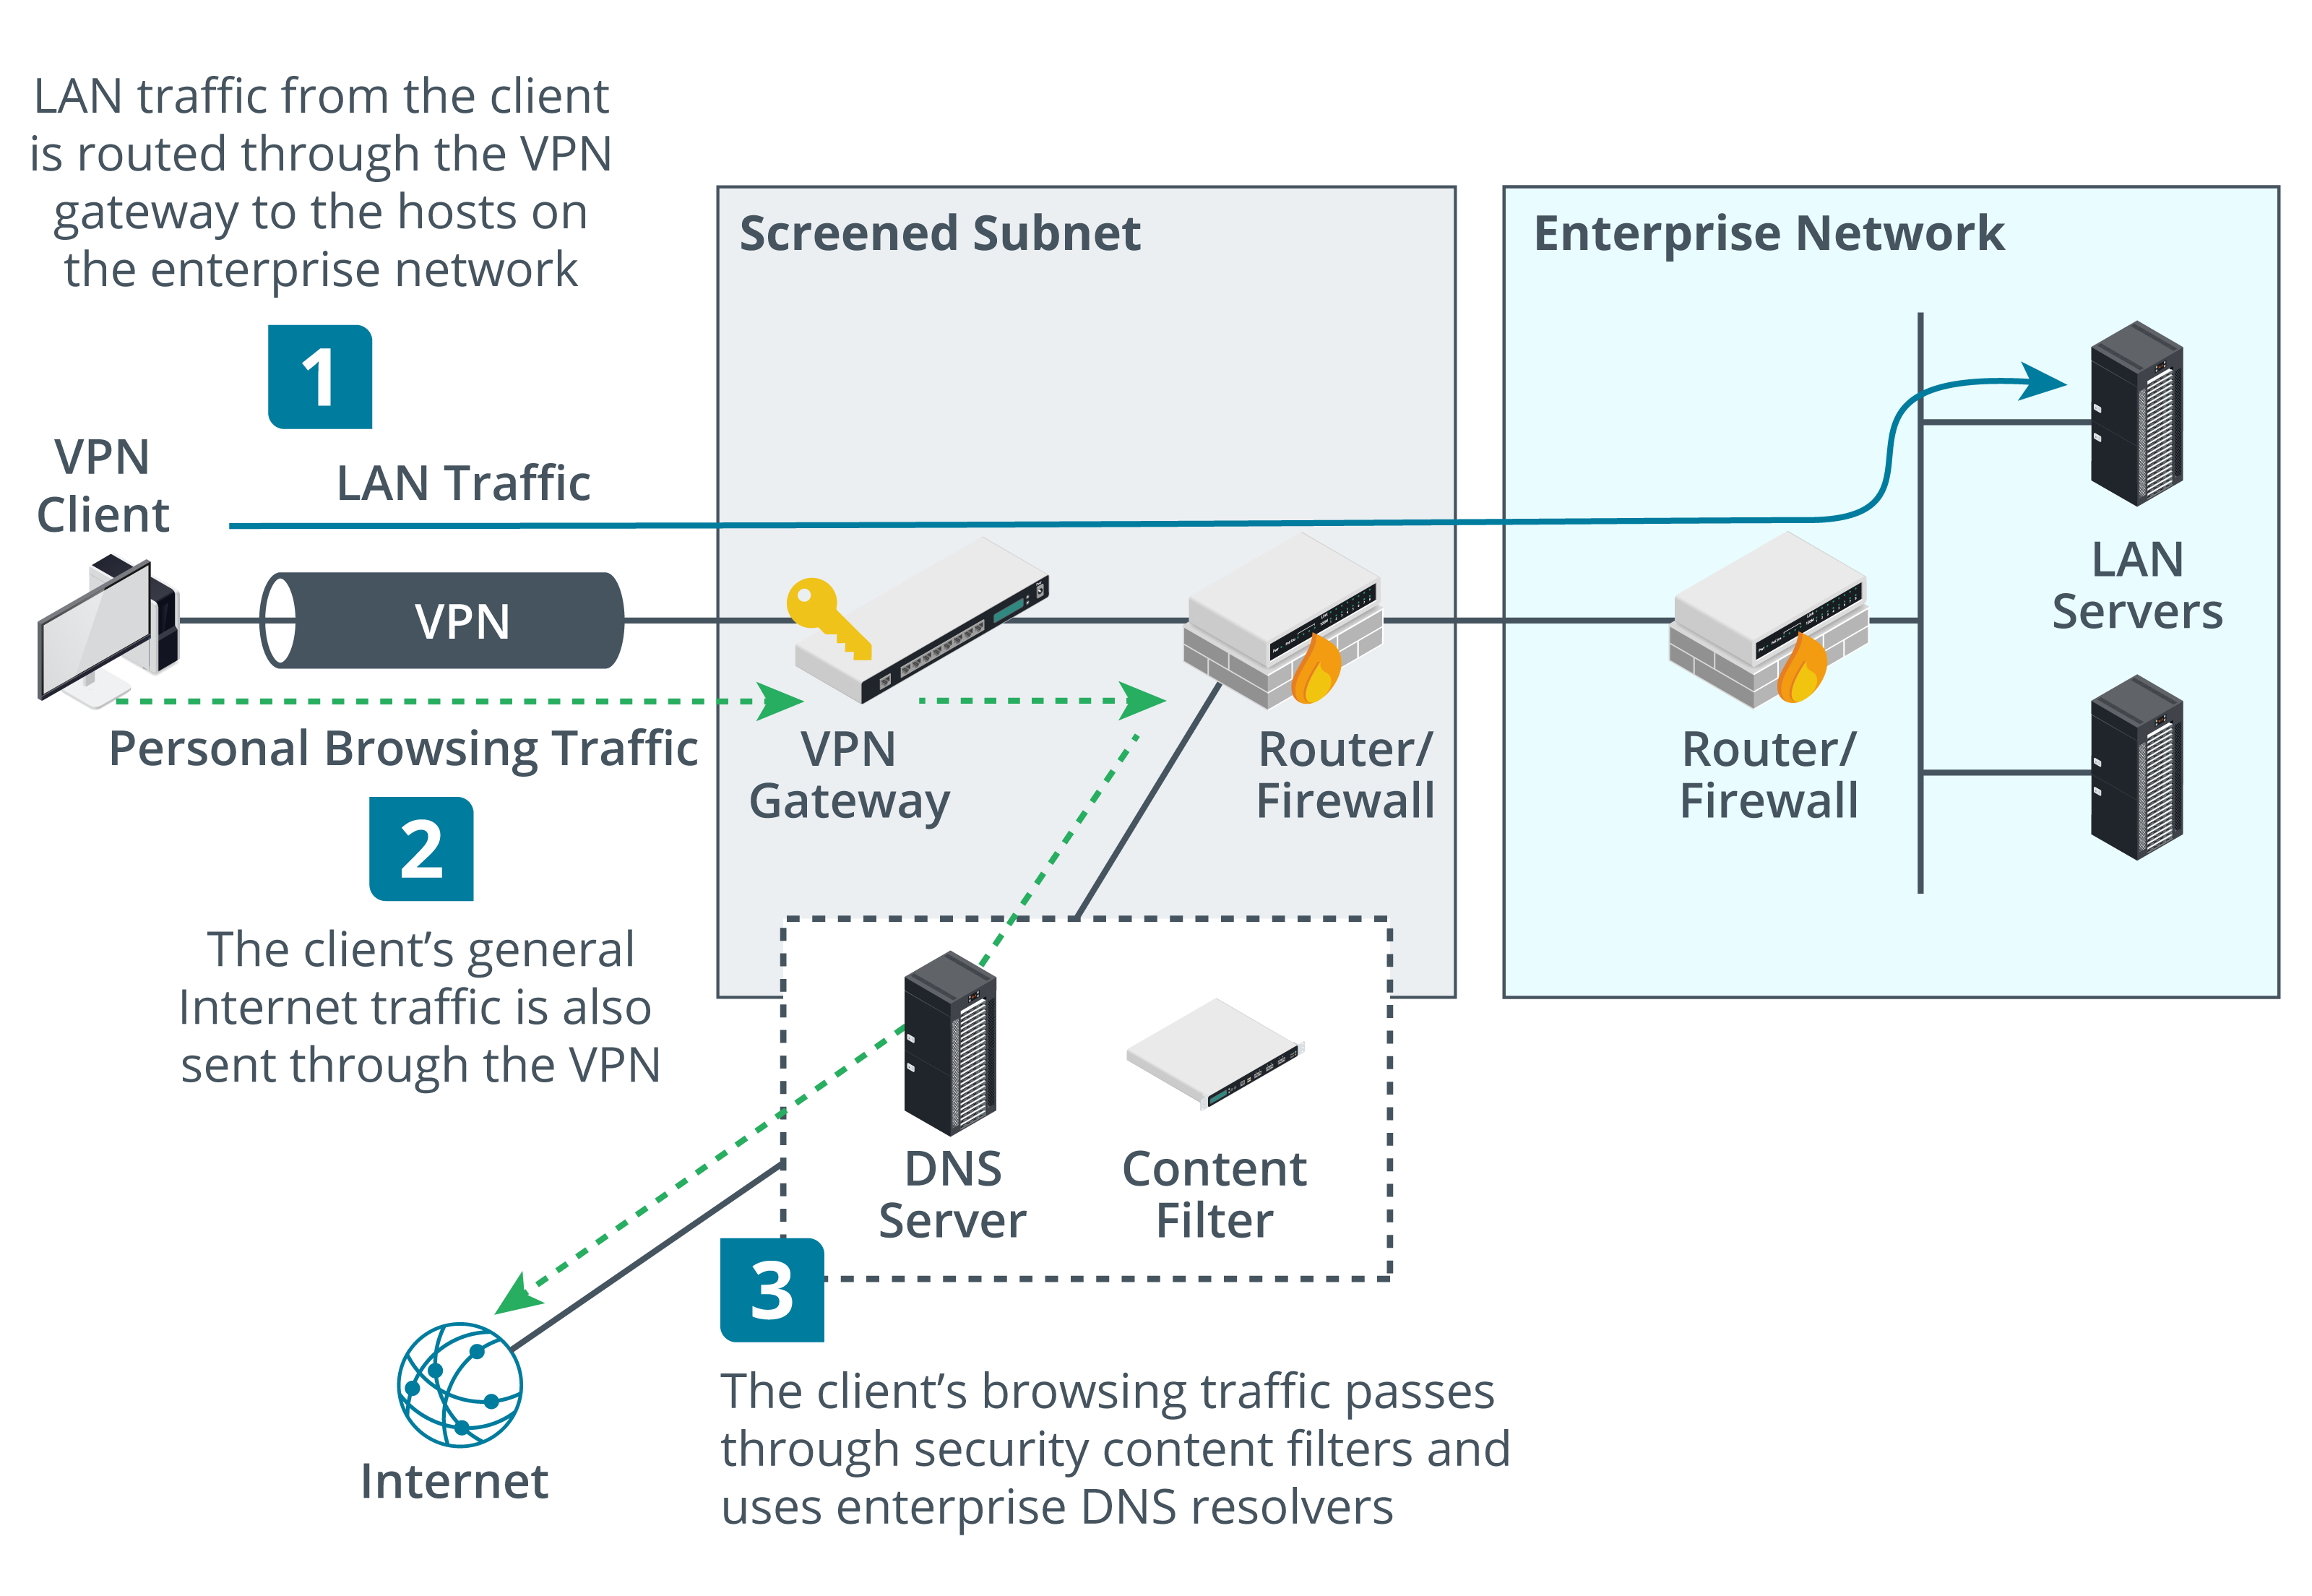 LAN traffic from the client
is routed through the VPN
gateway to the hosts on
the enterprise network
1
VPN
Client
LAN Traffic
VPN
Personal Browsing Traffic
2
The client’s general
Internet traffic is also
sent through the VPN
Screened Subnet
VPN
Gateway
Router/
Firewall
Enterprise Network
Router/
Firewall
LAN
Servers
DNS
Server
Content
Filter
3
The client’s browsing traffic passes
through security content filters and
uses enterprise DNS resolvers
Internet